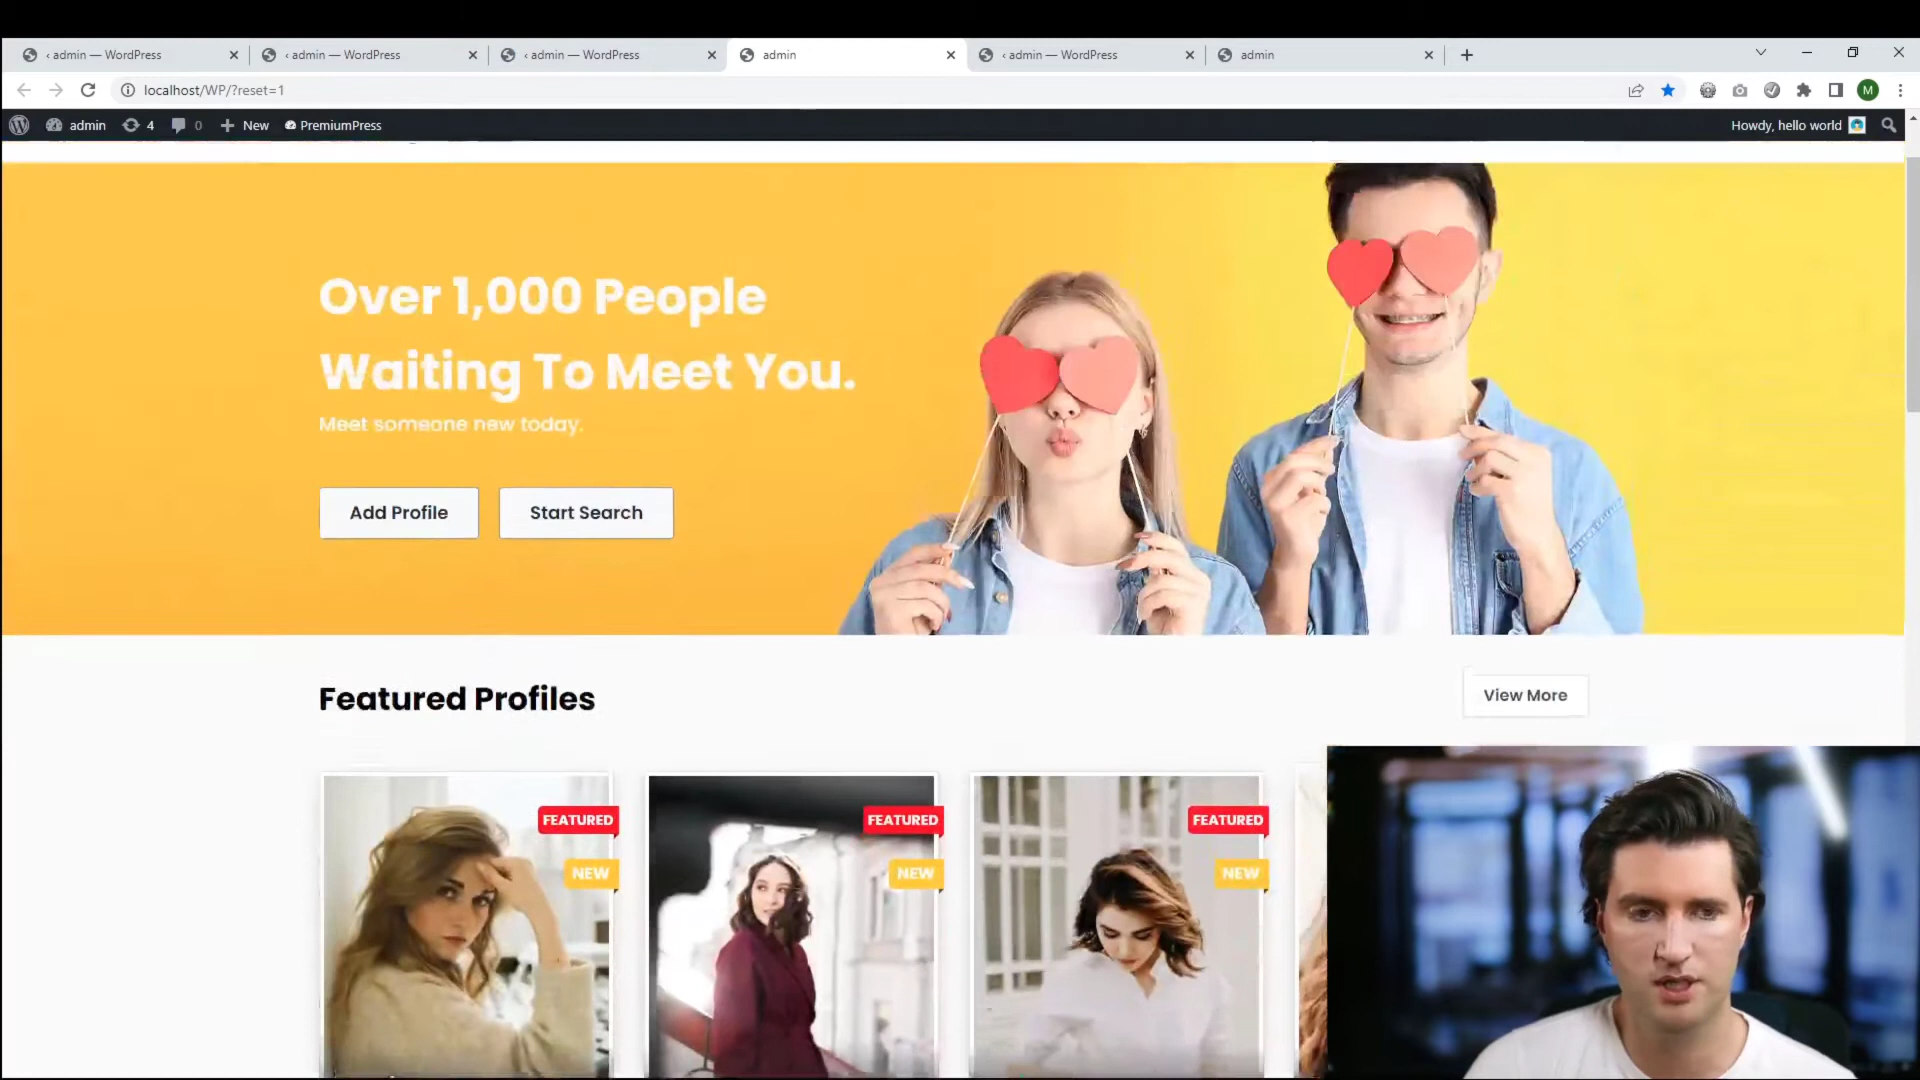 ‹ admin — WordPress
‹ admin — WordPress
‹ admin — WordPress
admin
‹ admin — WordPress
admin
localhost/WP/?reset=1
M
admin
4
0
New
PremiumPress
Howdy, hello world
Over 1,000 People
Waiting To Meet You.
Meet someone new today.
Add Profile
Start Search
Featured Profiles
View More
FEATURED
NEW
FEATURED
NEW
FEATURED
NEW